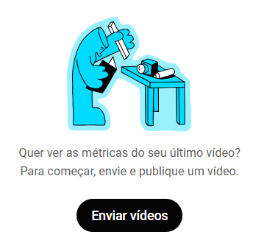 Quer ver as métricas do seu último vídeo?
Para começar, envie e publique um vídeo.
Enviar vídeos